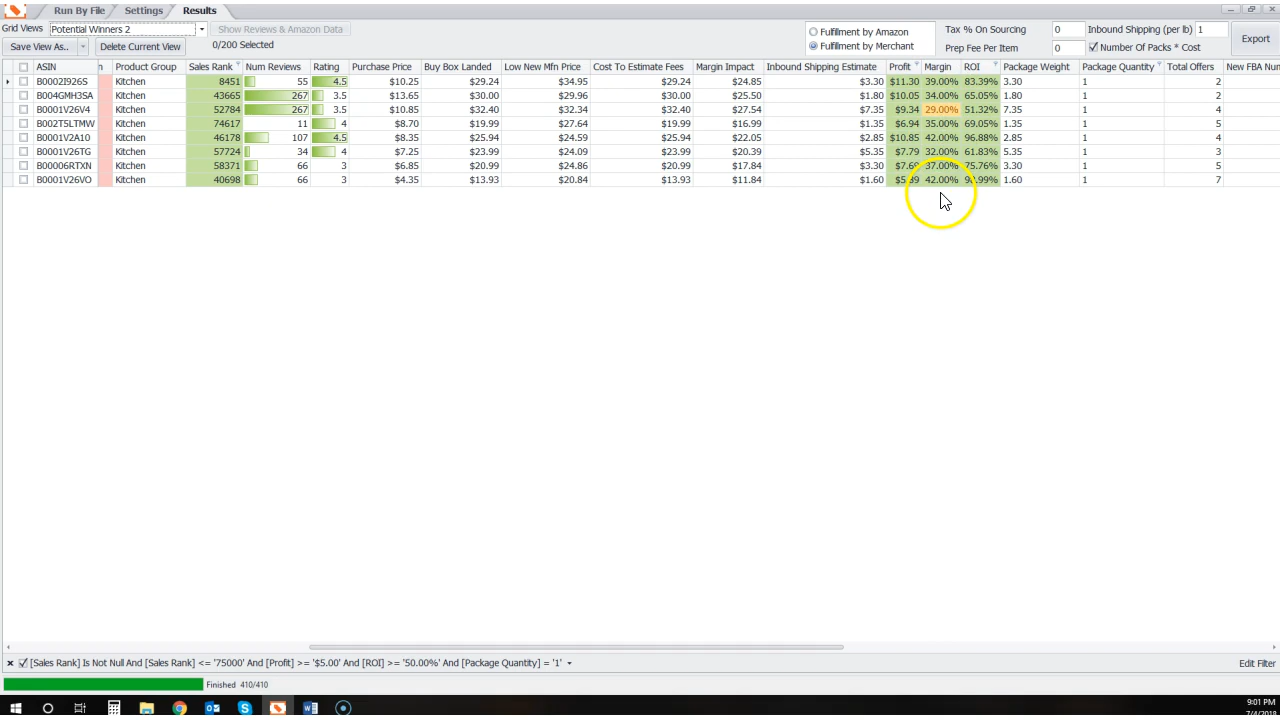 Run By File Settings Results
Grid Views Potential Winners 2 Show Reviews & Amazon Data Fulfillment by Amazon Tax % On Sourcing 0 Inbound Shipping (per lb) 1 Export
Save View As.. Delete Current View 0/200 Selected Fulfillment by Merchant Prep Fee Per Item 0 Number Of Packs * Cost
ASIN n Product Group Sales Rank Num Reviews Rating Purchase Price Buy Box Landed Low New Mfn Price Cost To Estimate Fees Margin Impact Inbound Shipping Estimate Profit Margin ROI Package Weight Package Quantity Total Offers New FBA Num
B0002I926S Kitchen 8451 55 4.5 $10.25 $29.24 $34.95 $29.24 $24.85 $3.30 $11.30 39.00% 83.39% 3.30 1 2
B004GMH3SA Kitchen 43665 267 3.5 $13.65 $30.00 $29.96 $30.00 $25.50 $1.80 $10.05 34.00% 65.05% 1.80 1 2
B0001V26V4 Kitchen 52784 267 3.5 $10.85 $32.40 $32.34 $32.40 $27.54 $7.35 $9.34 29.00% 51.32% 7.35 1 4
B002T5LTMW Kitchen 74617 11 4 $8.70 $19.99 $27.64 $19.99 $16.99 $1.35 $6.94 35.00% 69.05% 1.35 1 5
B0001V2A10 Kitchen 46178 107 4.5 $8.35 $25.94 $24.59 $25.94 $22.05 $2.85 $10.85 42.00% 96.88% 2.85 1 4
B0001V26TG Kitchen 57724 34 4 $7.25 $23.99 $24.09 $23.99 $20.39 $5.35 $7.79 32.00% 61.83% 5.35 1 3
B00006RTXN Kitchen 58371 66 3 $6.85 $20.99 $24.86 $20.99 $17.84 $3.30 $7.69 37.00% 75.76% 3.30 1 5
B0001V26VO Kitchen 40698 66 3 $4.35 $13.93 $20.84 $13.93 $11.84 $1.60 $5.89 42.00% 1.60 1 7
[Sales Rank] Is Not Null And [Sales Rank] <= '75000' And [Profit] >= '$5.00' And [ROI] >= '50.00%' And [Package Quantity] = '1' Edit Filter
Finished 410/410
9:01 PM
7/4/2018